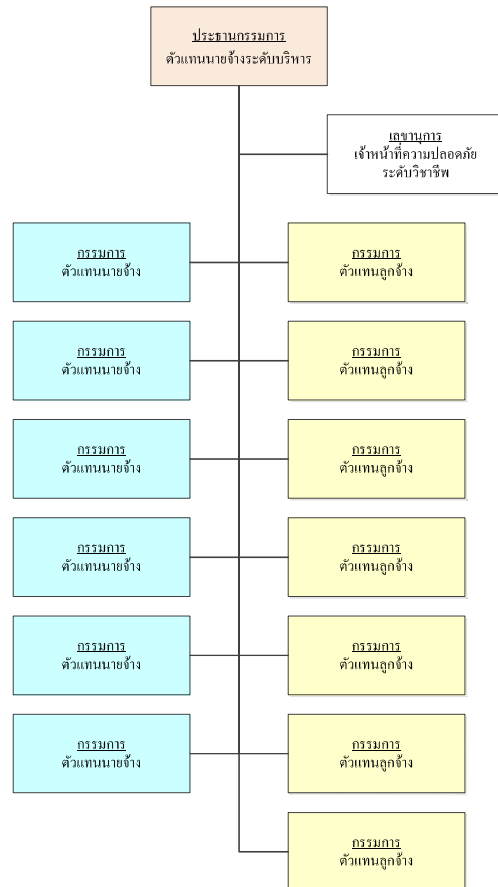 ประธานกรรมการ
ตัวแทนนายจ้างระดับบริหาร
เลขานุการ
เจ้าหน้าที่ความปลอดภัย
ระดับวิชาชีพ
กรรมการ
ตัวแทนนายจ้าง
กรรมการ
ตัวแทนลูกจ้าง
กรรมการ
ตัวแทนนายจ้าง
กรรมการ
ตัวแทนลูกจ้าง
กรรมการ
ตัวแทนนายจ้าง
กรรมการ
ตัวแทนลูกจ้าง
กรรมการ
ตัวแทนนายจ้าง
กรรมการ
ตัวแทนลูกจ้าง
กรรมการ
ตัวแทนนายจ้าง
กรรมการ
ตัวแทนลูกจ้าง
กรรมการ
ตัวแทนนายจ้าง
กรรมการ
ตัวแทนลูกจ้าง
กรรมการ
ตัวแทนลูกจ้าง